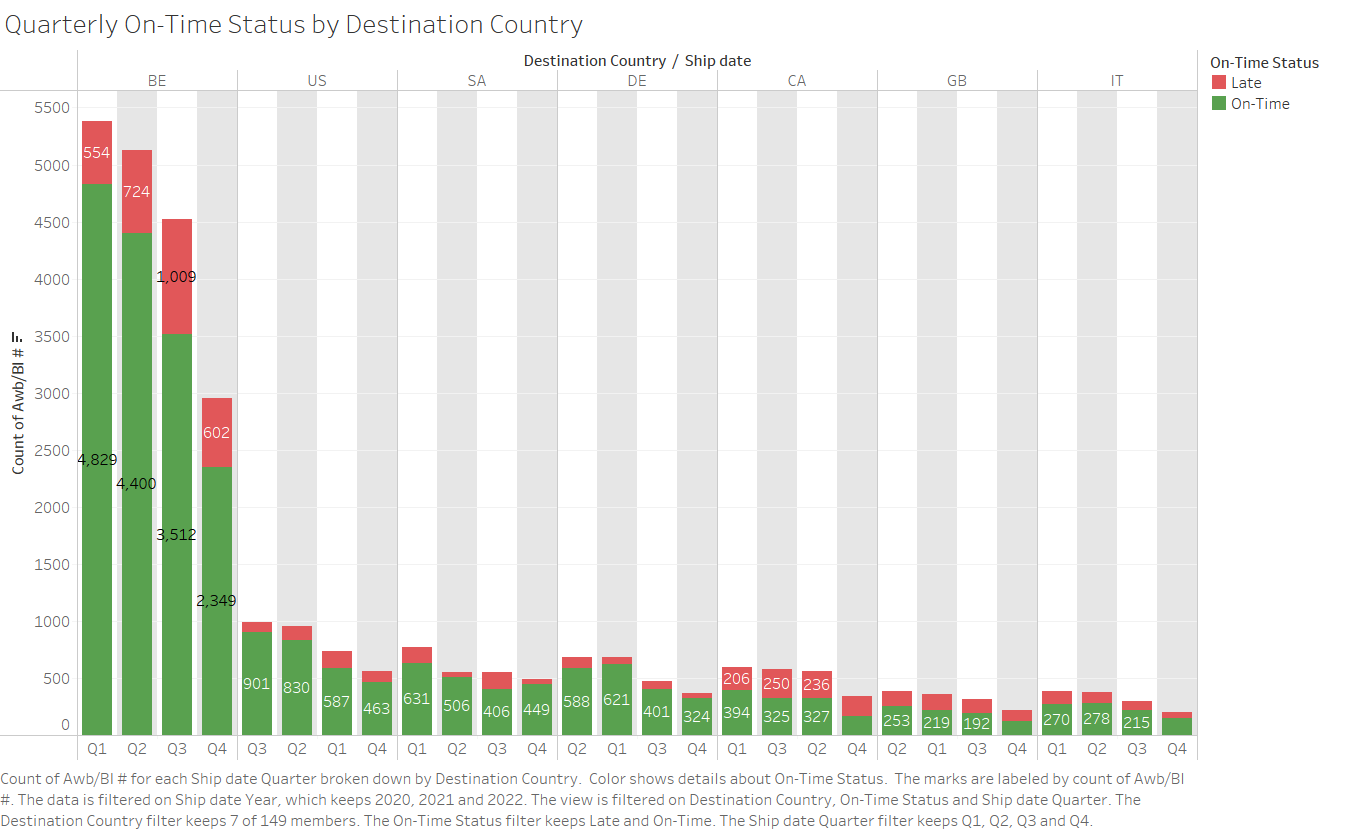 Quarterly On-Time Status by Destination Country
Destination Country / Ship date
On-Time Status
Late
On-Time
BE US SA DE CA GB IT
Count of Awb/Bl #
5500
5000
4500
4000
3500
3000
2500
2000
1500
1000
500
0
554
724
1,009
602
4,829
4,400
3,512
2,349
901 830 587 463
631 506 406 449
588 621 401 324
206 250 236
394 325 327
253 219 192
270 278 215
Q1 Q2 Q3 Q4 Q3 Q2 Q1 Q4 Q1 Q2 Q3 Q4 Q2 Q1 Q3 Q4 Q1 Q3 Q2 Q4 Q2 Q1 Q3 Q4 Q1 Q2 Q3 Q4
Count of Awb/Bl # for each Ship date Quarter broken down by Destination Country. Color shows details about On-Time Status. The marks are labeled by count of Awb/Bl
#. The data is filtered on Ship date Year, which keeps 2020, 2021 and 2022. The view is filtered on Destination Country, On-Time Status and Ship date Quarter. The
Destination Country filter keeps 7 of 149 members. The On-Time Status filter keeps Late and On-Time. The Ship date Quarter filter keeps Q1, Q2, Q3 and Q4.